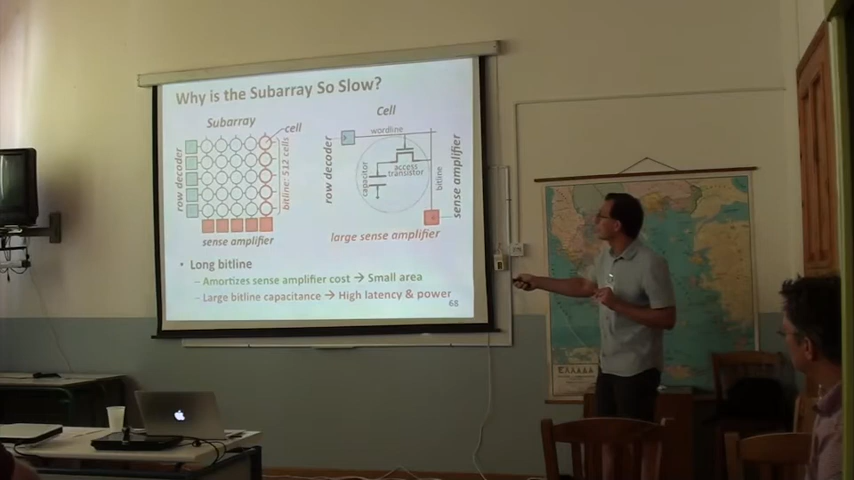 Why is the Subarray So Slow?
Subarray
Cell
cell
wordline
row decoder
bitline: 512 cells
row decoder
capacitor
access
transistor
bitline
sense amplifier
sense amplifier
large sense amplifier
• Long bitline
– Amortizes sense amplifier cost → Small area
– Large bitline capacitance → High latency & power
68
ΕΛΛΑΣ